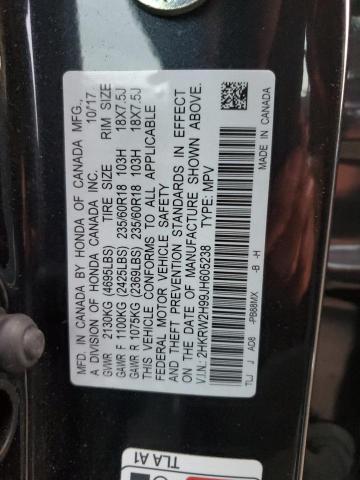 MFD. IN CANADA BY HONDA OF CANADA MFG.,
A DIVISION OF HONDA CANADA INC. 10/17
GVWR 2130KG (4695LBS) TIRE SIZE RIM SIZE
GAWR F 1100KG (2425LBS) 235/60R18 103H 18X7.5J
GAWR R 1075KG (2369LBS) 235/60R18 103H 18X7.5J
THIS VEHICLE CONFORMS TO ALL APPLICABLE
FEDERAL MOTOR VEHICLE SAFETY
AND THEFT PREVENTION STANDARDS IN EFFECT
ON THE DATE OF MANUFACTURE SHOWN ABOVE.
V.I.N.: 2HKRW2H99JH605238 TYPE: MPV
TLJ J AD8 -PB88MX -B -H
MADE IN CANADA
TLA A1